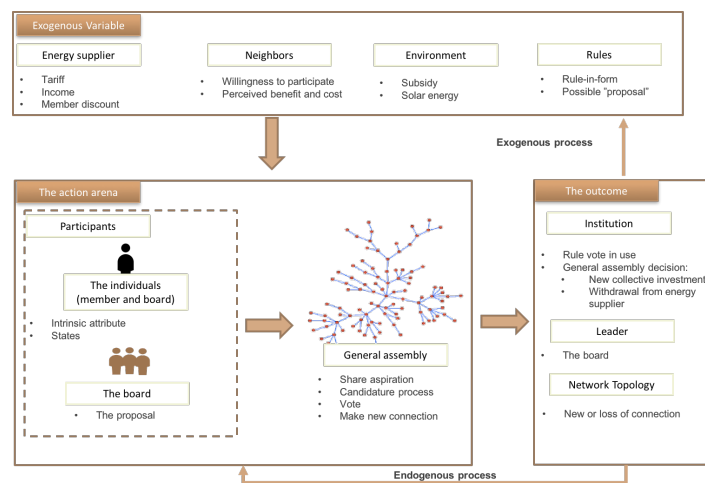 Exogenous Variable
Energy supplier
Tariff
Income
Member discount
Neighbors
Willingness to participate
Perceived benefit and cost
Environment
Subsidy
Solar energy
Rules
Rule-in-form
Possible "proposal"
Exogenous process
The action arena
Participants
The individuals
(member and board)
Intrinsic attribute
States
The board
The proposal
General assembly
Share aspiration
Candidature process
Vote
Make new connection
The outcome
Institution
Rule vote in use
General assembly decision:
New collective investment
Withdrawal from energy
supplier
Leader
The board
Network Topology
New or loss of connection
Endogenous process